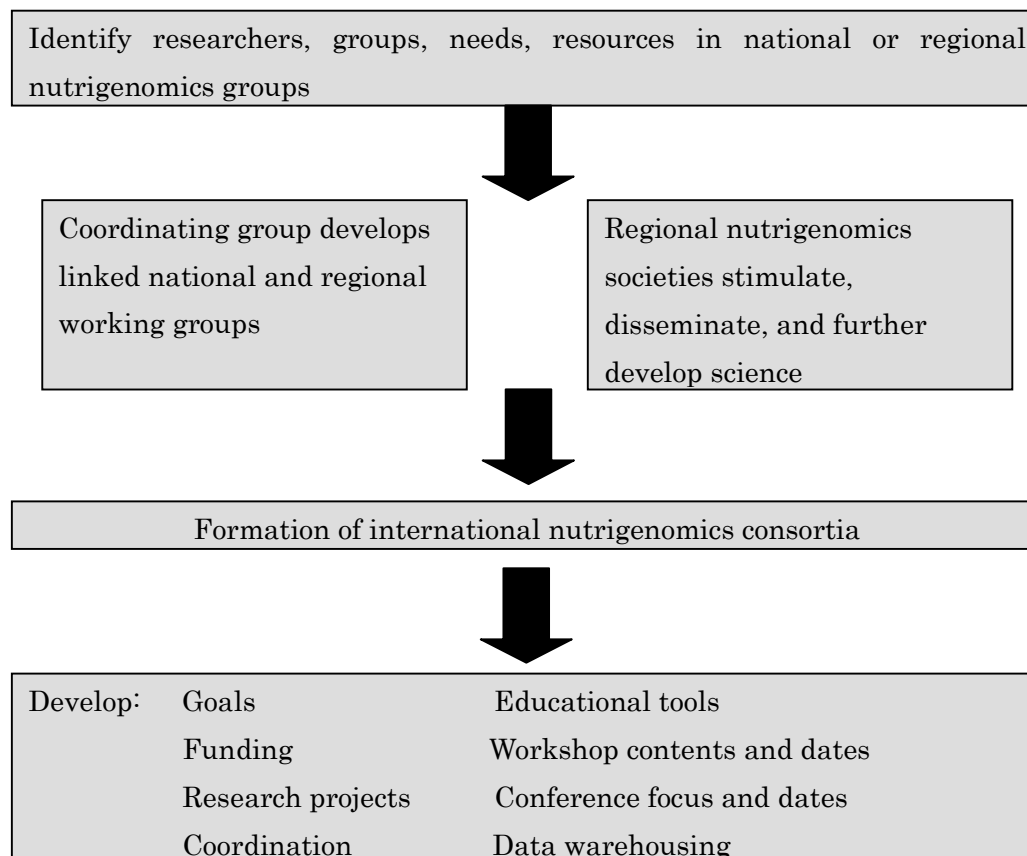 Identify researchers, groups, needs, resources in national or regional
nutrigenomics groups
Coordinating group develops
linked national and regional
working groups
Regional nutrigenomics
societies stimulate,
disseminate, and further
develop science
Formation of international nutrigenomics consortia
Develop: Goals Educational tools
Funding Workshop contents and dates
Research projects Conference focus and dates
Coordination Data warehousing